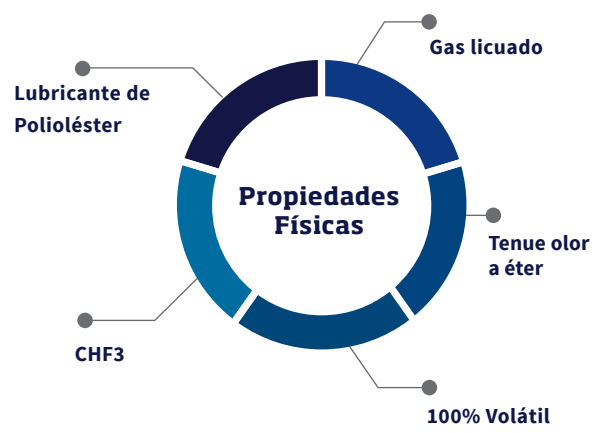 Gas licuado
Lubricante de
Polioléster
Propiedades
Físicas
Tenue olor
a éter
CHF3
100% Volátil